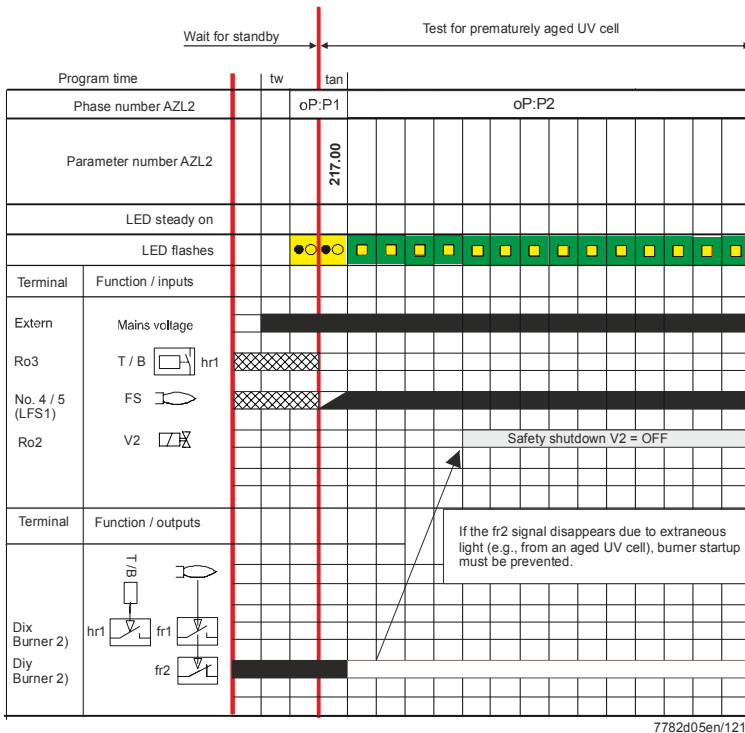 Wait for standby
Test for prematurely aged UV cell
Program time
tw
tan
Phase number AZL2
oP:P1
oP:P2
Parameter number AZL2
217.00
LED steady on
LED flashes
Terminal
Function / inputs
Extern
Mains voltage
Ro3
T / B
hr1
No. 4 / 5
(LFS1)
FS
Ro2
V2
Safety shutdown V2 = OFF
Terminal
Function / outputs
If the fr2 signal disappears due to extraneous
light (e.g., from an aged UV cell), burner startup
must be prevented.
T /B
Dix
Burner 2)
hr1
fr1
Diy
Burner 2)
fr2
7782d05en/121